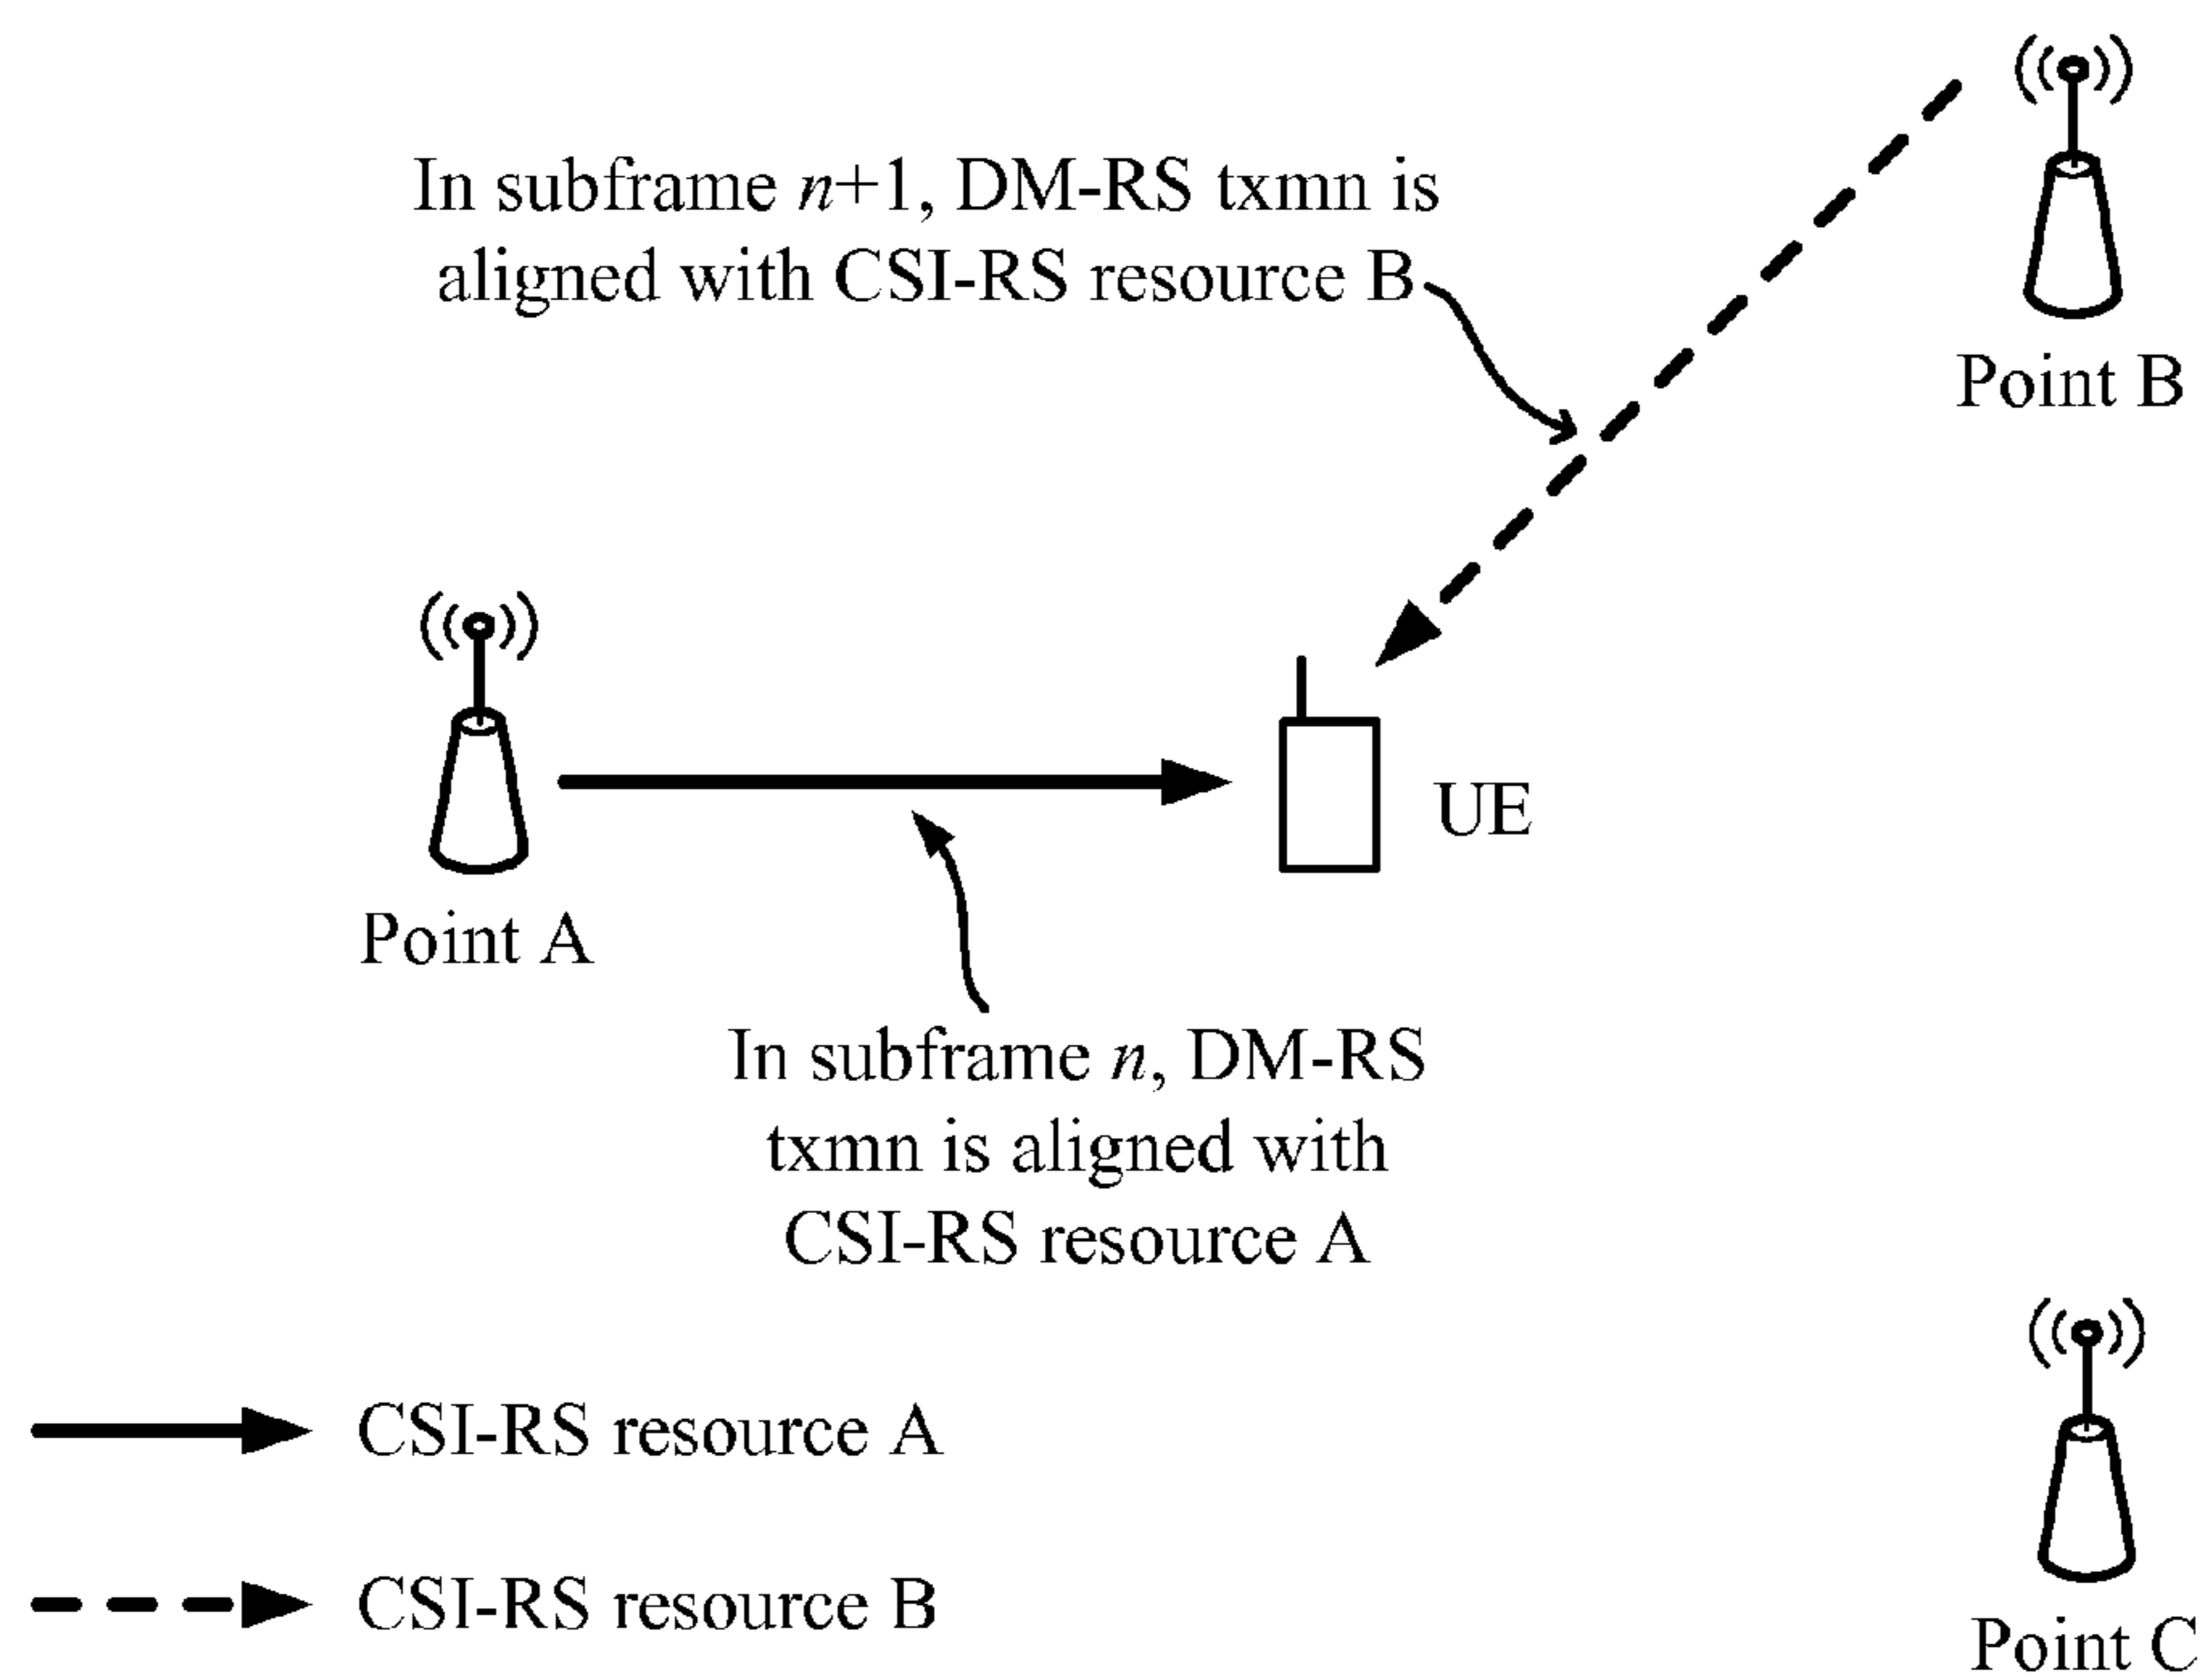 In subframe n+1, DM-RS txmn is
aligned with CSI-RS resource B
Point B
UE
Point A
In subframe n, DM-RS
txmn is aligned with
CSI-RS resource A
CSI-RS resource A
CSI-RS resource B
Point C